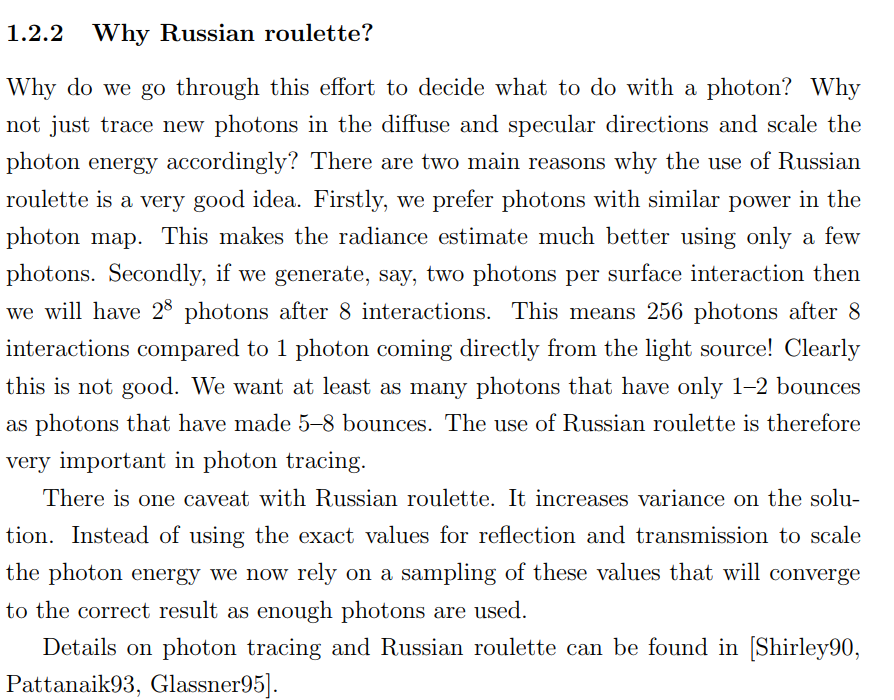 1.2.2 Why Russian roulette?
Why do we go through this effort to decide what to do with a photon? Why
not just trace new photons in the diffuse and specular directions and scale the
photon energy accordingly? There are two main reasons why the use of Russian
roulette is a very good idea. Firstly, we prefer photons with similar power in the
photon map. This makes the radiance estimate much better using only a few
photons. Secondly, if we generate, say, two photons per surface interaction then
we will have 2⁸ photons after 8 interactions. This means 256 photons after 8
interactions compared to 1 photon coming directly from the light source! Clearly
this is not good. We want at least as many photons that have only 1–2 bounces
as photons that have made 5–8 bounces. The use of Russian roulette is therefore
very important in photon tracing.
There is one caveat with Russian roulette. It increases variance on the solu-
tion. Instead of using the exact values for reflection and transmission to scale
the photon energy we now rely on a sampling of these values that will converge
to the correct result as enough photons are used.
Details on photon tracing and Russian roulette can be found in [Shirley90,
Pattanaik93, Glassner95].